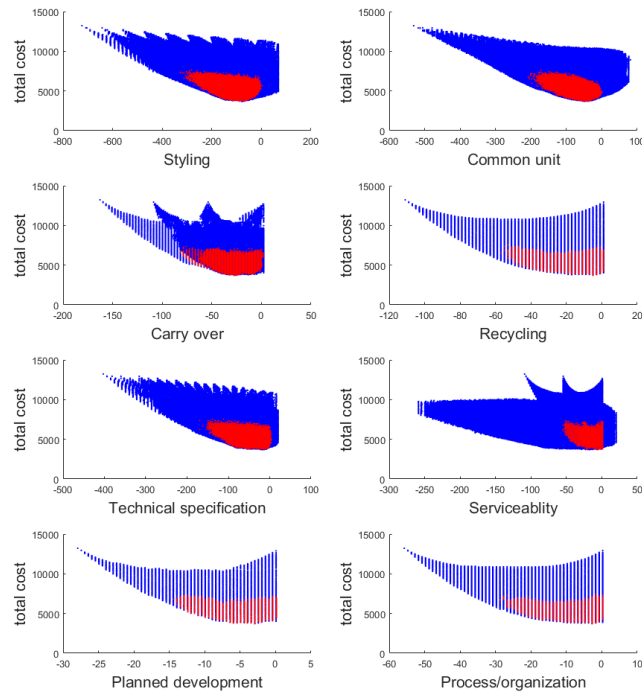 15000
10000
5000
0
total cost
-800 -600 -400 -200 0 200
Styling
15000
10000
5000
0
total cost
-600 -500 -400 -300 -200 -100 0 100
Common unit
15000
10000
5000
0
total cost
-200 -150 -100 -50 0 50
Carry over
15000
10000
5000
0
total cost
-120 -100 -80 -60 -40 -20 0 20
Recycling
15000
10000
5000
0
total cost
-500 -400 -300 -200 -100 0 100
Technical specification
15000
10000
5000
0
total cost
-300 -250 -200 -150 -100 -50 0 50
Serviceablity
15000
10000
5000
0
total cost
-30 -25 -20 -15 -10 -5 0 5
Planned development
15000
10000
5000
0
total cost
-60 -50 -40 -30 -20 -10 0 10
Process/organization